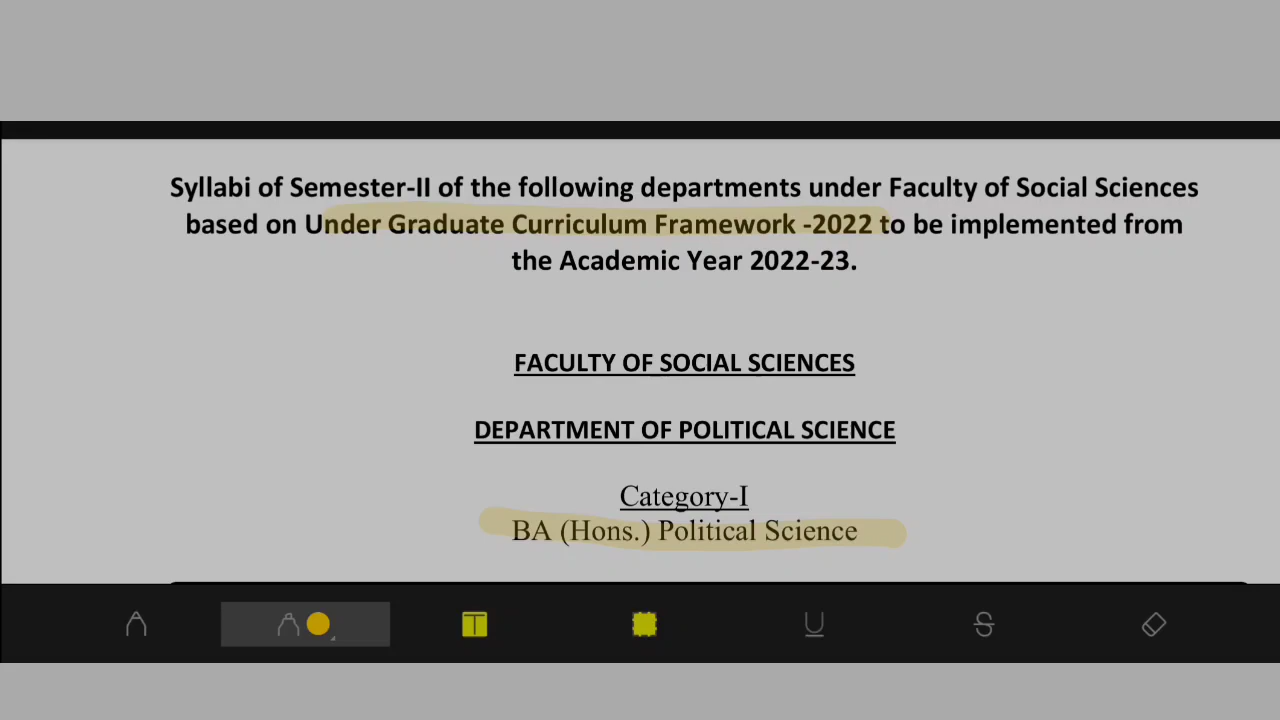 Syllabi of Semester-II of the following departments under Faculty of Social Sciences
based on Under Graduate Curriculum Framework -2022 to be implemented from
the Academic Year 2022-23.
FACULTY OF SOCIAL SCIENCES
DEPARTMENT OF POLITICAL SCIENCE
Category-I
BA (Hons.) Political Science